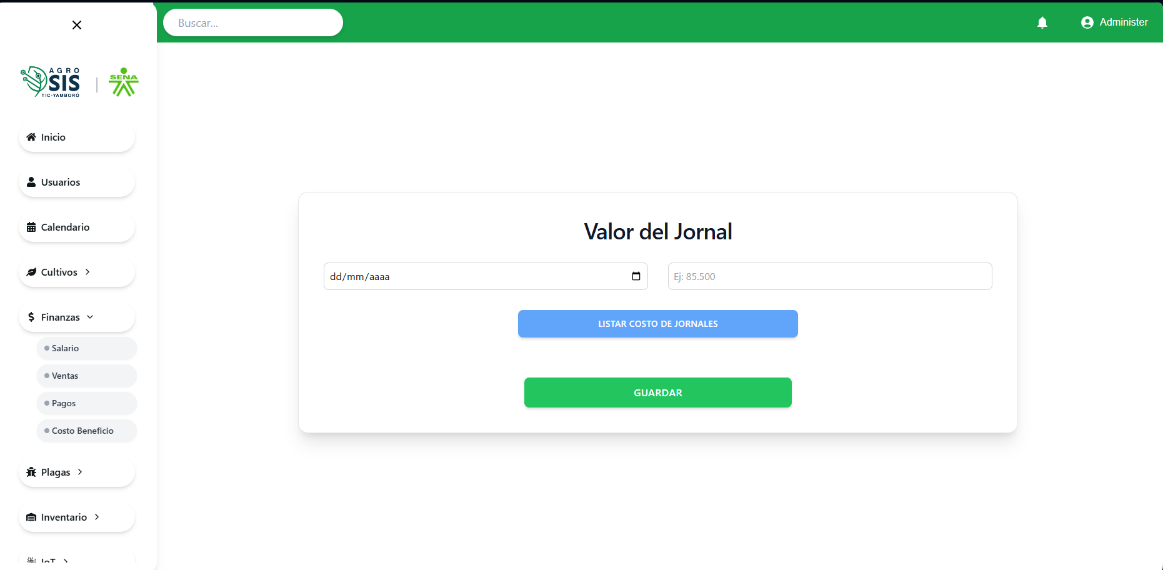 Buscar...
Administer
AGRO
SIS
TIC-YAMBORÓ
SENA
Inicio
Usuarios
Calendario
Cultivos
Finanzas
Salario
Ventas
Pagos
Costo Beneficio
Plagas
Inventario
IoT
Valor del Jornal
dd/mm/aaaa
Ej: 85.500
LISTAR COSTO DE JORNALES
GUARDAR